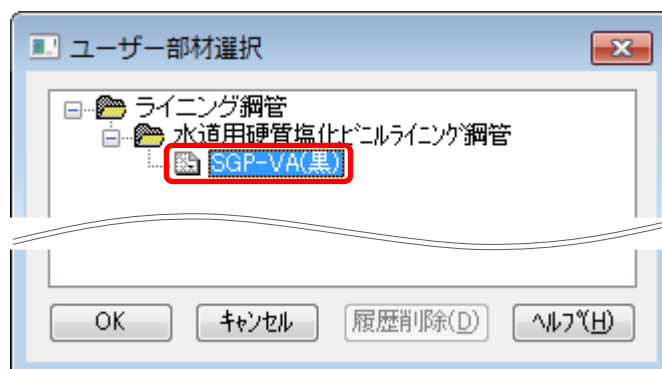 ユーザー部材選択
ライニング鋼管
水道用硬質塩化ﾋﾞﾆﾙﾗｲﾆﾝｸﾞ鋼管
SGP-VA(黒)
OK ｷｬﾝｾﾙ 履歴削除(D) ﾍﾙﾌﾟ(H)